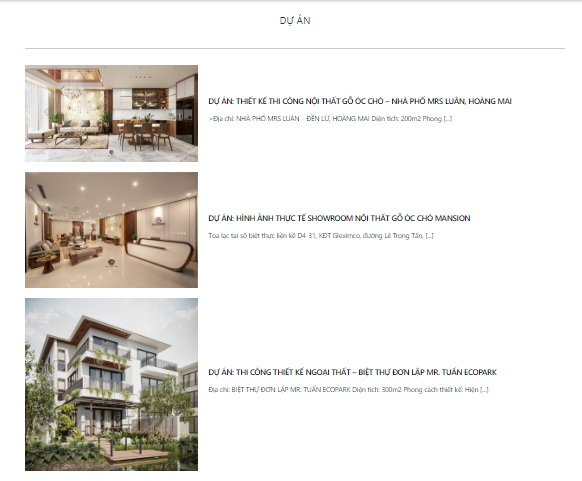 DỰ ÁN
DỰ ÁN: THIẾT KẾ THI CÔNG NỘI THẤT GỖ ÓC CHÓ – NHÀ PHỐ MRS LUÂN, HOÀNG MAI
>Địa chỉ: NHÀ PHỐ MRS LUÂN – ĐỀN LỪ, HOÀNG MAI Diện tích: 200m2 Phong [...]
DỰ ÁN: HÌNH ẢNH THỰC TẾ SHOWROOM NỘI THẤT GỖ ÓC CHÓ MANSION
Tọa lạc tại số biệt thực liền kề D4-31, KĐT Gleximco, đường Lê Trọng Tấn, [...]
DỰ ÁN: THI CÔNG THIẾT KẾ NGOẠI THẤT – BIỆT THỰ ĐƠN LẬP MR. TUẤN ECOPARK
Địa chỉ: BIỆT THỰ ĐƠN LẬP MR. TUẤN ECOPARK Diện tích: 300m2 Phong cách thiết kế: Hiện [...]